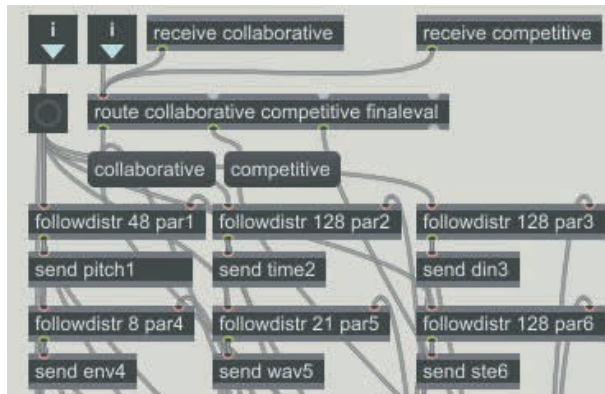 i
i
receive collaborative
receive competitive
route collaborative competitive finaleval
collaborative
competitive
followdistr 48 par1
followdistr 128 par2
followdistr 128 par3
send pitch1
send time2
send din3
followdistr 8 par4
followdistr 21 par5
followdistr 128 par6
send env4
send wav5
send ste6